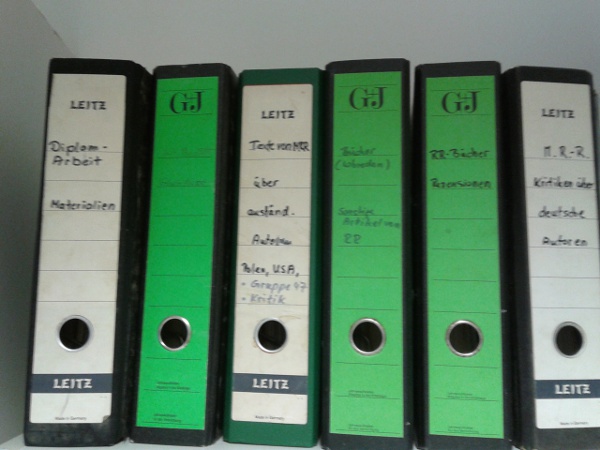 LEITZ
Diplom-
Arbeit
Materialien
LEITZ
G+J
LEITZ
Texte von MRR
über
ausländ.
Autoren
Polen, USA,
+ Gruppe 47
+ Kritik
LEITZ
G+J
Bücher
Sonstige
Artikel von
RR
G+J
RR-Bücher
Rezensionen
LEITZ
M. R.-R.
Kritiken über
deutsche
Autoren
LEITZ